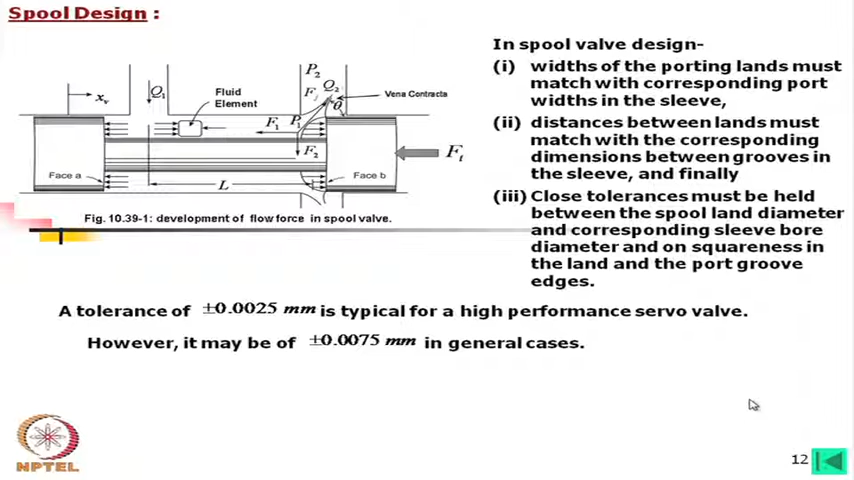 Spool Design :
In spool valve design-
(i) widths of the porting lands must
match with corresponding port
widths in the sleeve,
(ii) distances between lands must
match with the corresponding
dimensions between grooves in
the sleeve, and finally
(iii) Close tolerances must be held
between the spool land diameter
and corresponding sleeve bore
diameter and on squareness in
the land and the port groove
edges.
P₂
Q₁
Q₂
Fluid
Element
F_j
Vena Contracta
x_v
θ
F₁
P₁
F₂
F_t
Face a
L
Face b
Fig. 10.39-1: development of flow force in spool valve.
A tolerance of ±0.0025 mm is typical for a high performance servo valve.
However, it may be of ±0.0075 mm in general cases.
NPTEL
12